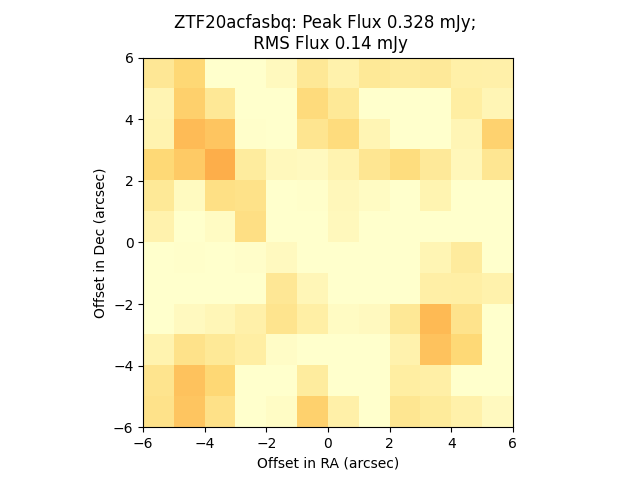 ZTF20acfasbq: Peak Flux 0.328 mJy;
RMS Flux 0.14 mJy
6
4
2
0
−2
−4
−6
Offset in Dec (arcsec)
−6 −4 −2 0 2 4 6
Offset in RA (arcsec)